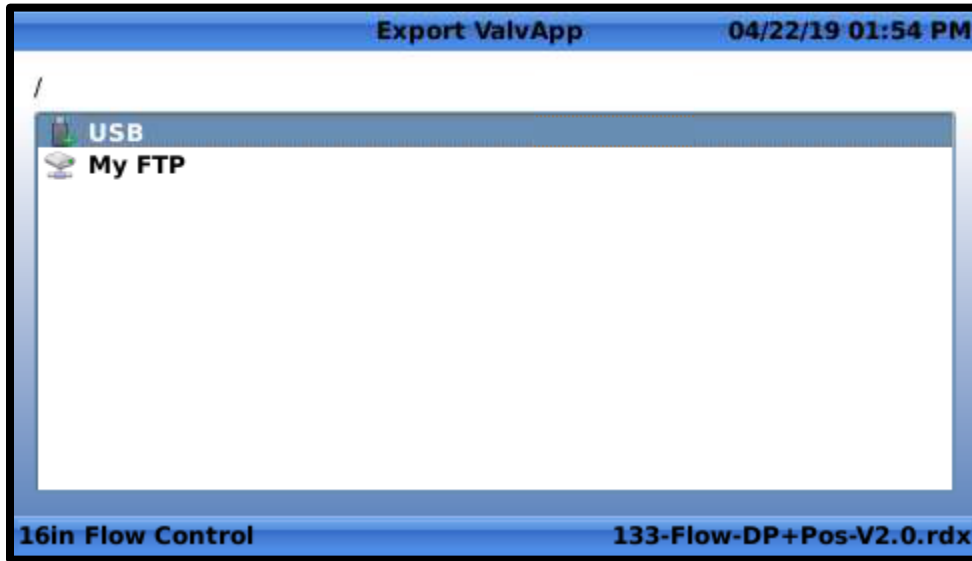 Export ValvApp 04/22/19 01:54 PM
/
USB
My FTP
16in Flow Control 133-Flow-DP+Pos-V2.0.rdx